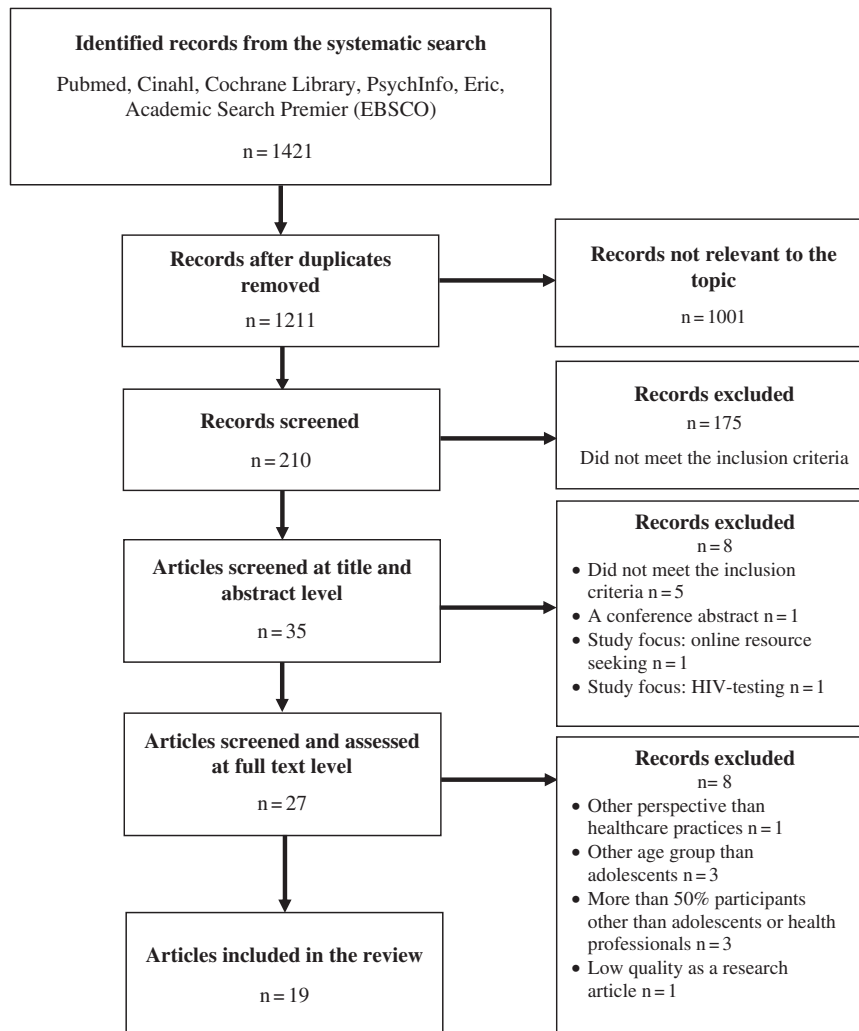 Identified records from the systematic search
Pubmed, Cinahl, Cochrane Library, PsychInfo, Eric,
Academic Search Premier (EBSCO)
n = 1421
Records after duplicates
removed
n = 1211
Records not relevant to the
topic
n = 1001
Records screened
n = 210
Records excluded
n = 175
Did not meet the inclusion criteria
Articles screened at title and
abstract level
n = 35
Records excluded
n = 8
• Did not meet the inclusion
criteria n = 5
• A conference abstract n = 1
• Study focus: online resource
seeking n = 1
• Study focus: HIV-testing n = 1
Articles screened and assessed
at full text level
n = 27
Records excluded
n= 8
• Other perspective than
healthcare practices n = 1
• Other age group than
adolescents n = 3
• More than 50% participants
other than adolescents or health
professionals n = 3
• Low quality as a research
article n = 1
Articles included in the review
n = 19